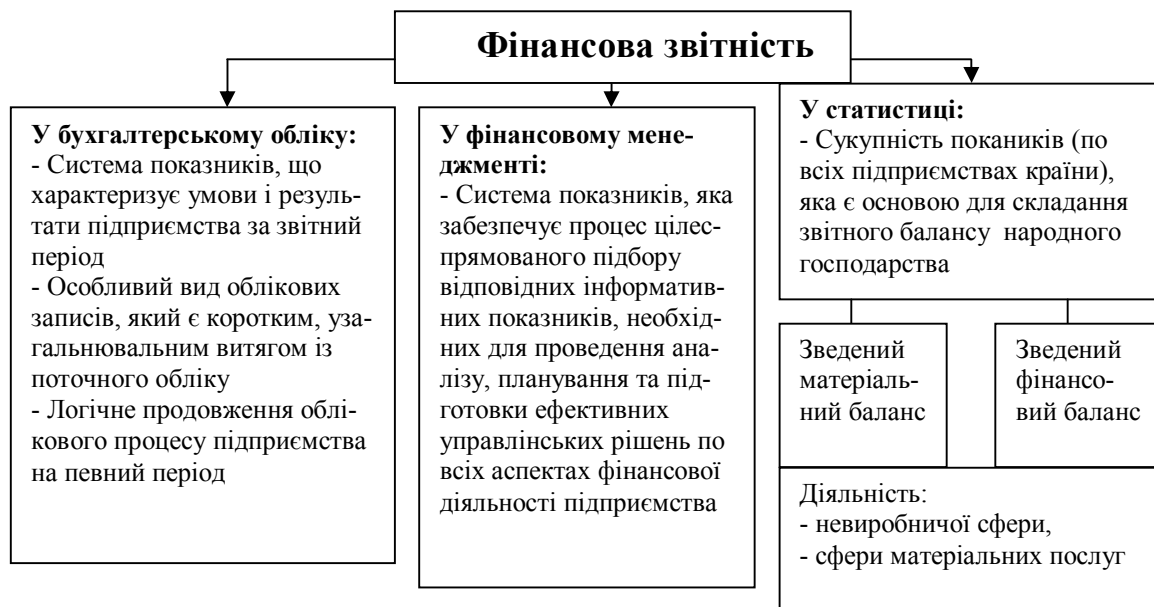 Фінансова звітність
У бухгалтерському обліку:
- Система показників, що
характеризує умови і резуль-
тати підприємства за звітний
період
- Особливий вид облікових
записів, який є коротким, уза-
гальнювальним витягом із
поточного обліку
- Логічне продовження облі-
кового процесу підприємства
на певний період
У фінансовому мене-
джменті:
- Система показників, яка
забезпечує процес цілес-
прямованого підбору
відповідних інформатив-
них показників, необхід-
них для проведення ана-
лізу, планування та під-
готовки ефективних
управлінських рішень по
всіх аспектах фінансової
діяльності підприємства
У статистиці:
- Сукупність покаників (по
всіх підприємствах країни),
яка є основою для складання
звітного балансу народного
господарства
Зведений
матеріаль-
ний баланс
Зведений
фінансо-
вий баланс
Діяльність:
- невиробничої сфери,
- сфери матеріальних послуг